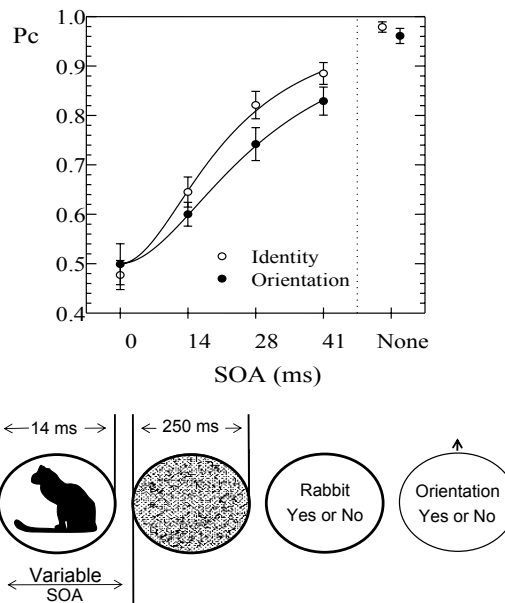 Pc
1.0
0.9
0.8
0.7
0.6
0.5
0.4
Identity
Orientation
0 14 28 41 None
SOA (ms)
14 ms
250 ms
Rabbit
Yes or No
Orientation
Yes or No
Variable
SOA